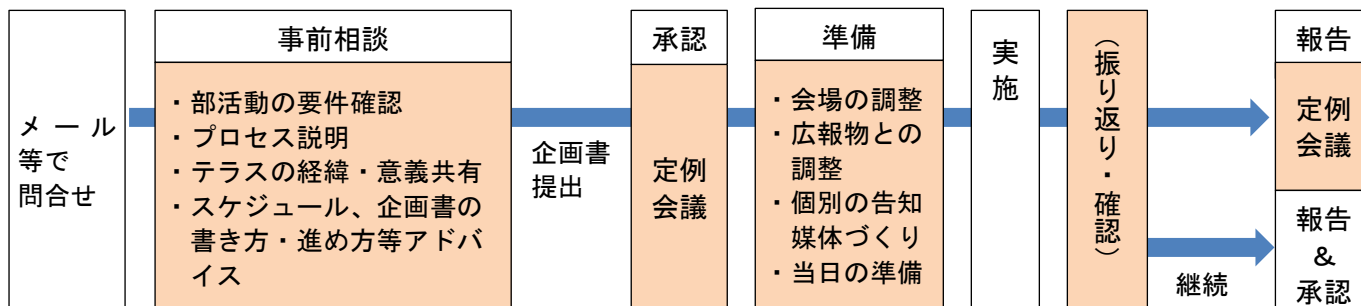 メール
等で
問合せ
事前相談
・部活動の要件確認
・プロセス説明
・テラスの経緯・意義共有
・スケジュール、企画書の
書き方・進め方等アドバ
イス
企画書
提出
承認
定例
会議
準備
・会場の調整
・広報物との
調整
・個別の告知
媒体づくり
・当日の準備
実施
（振り返り・確認）
継続
報告
定例
会議
報告
&
承認